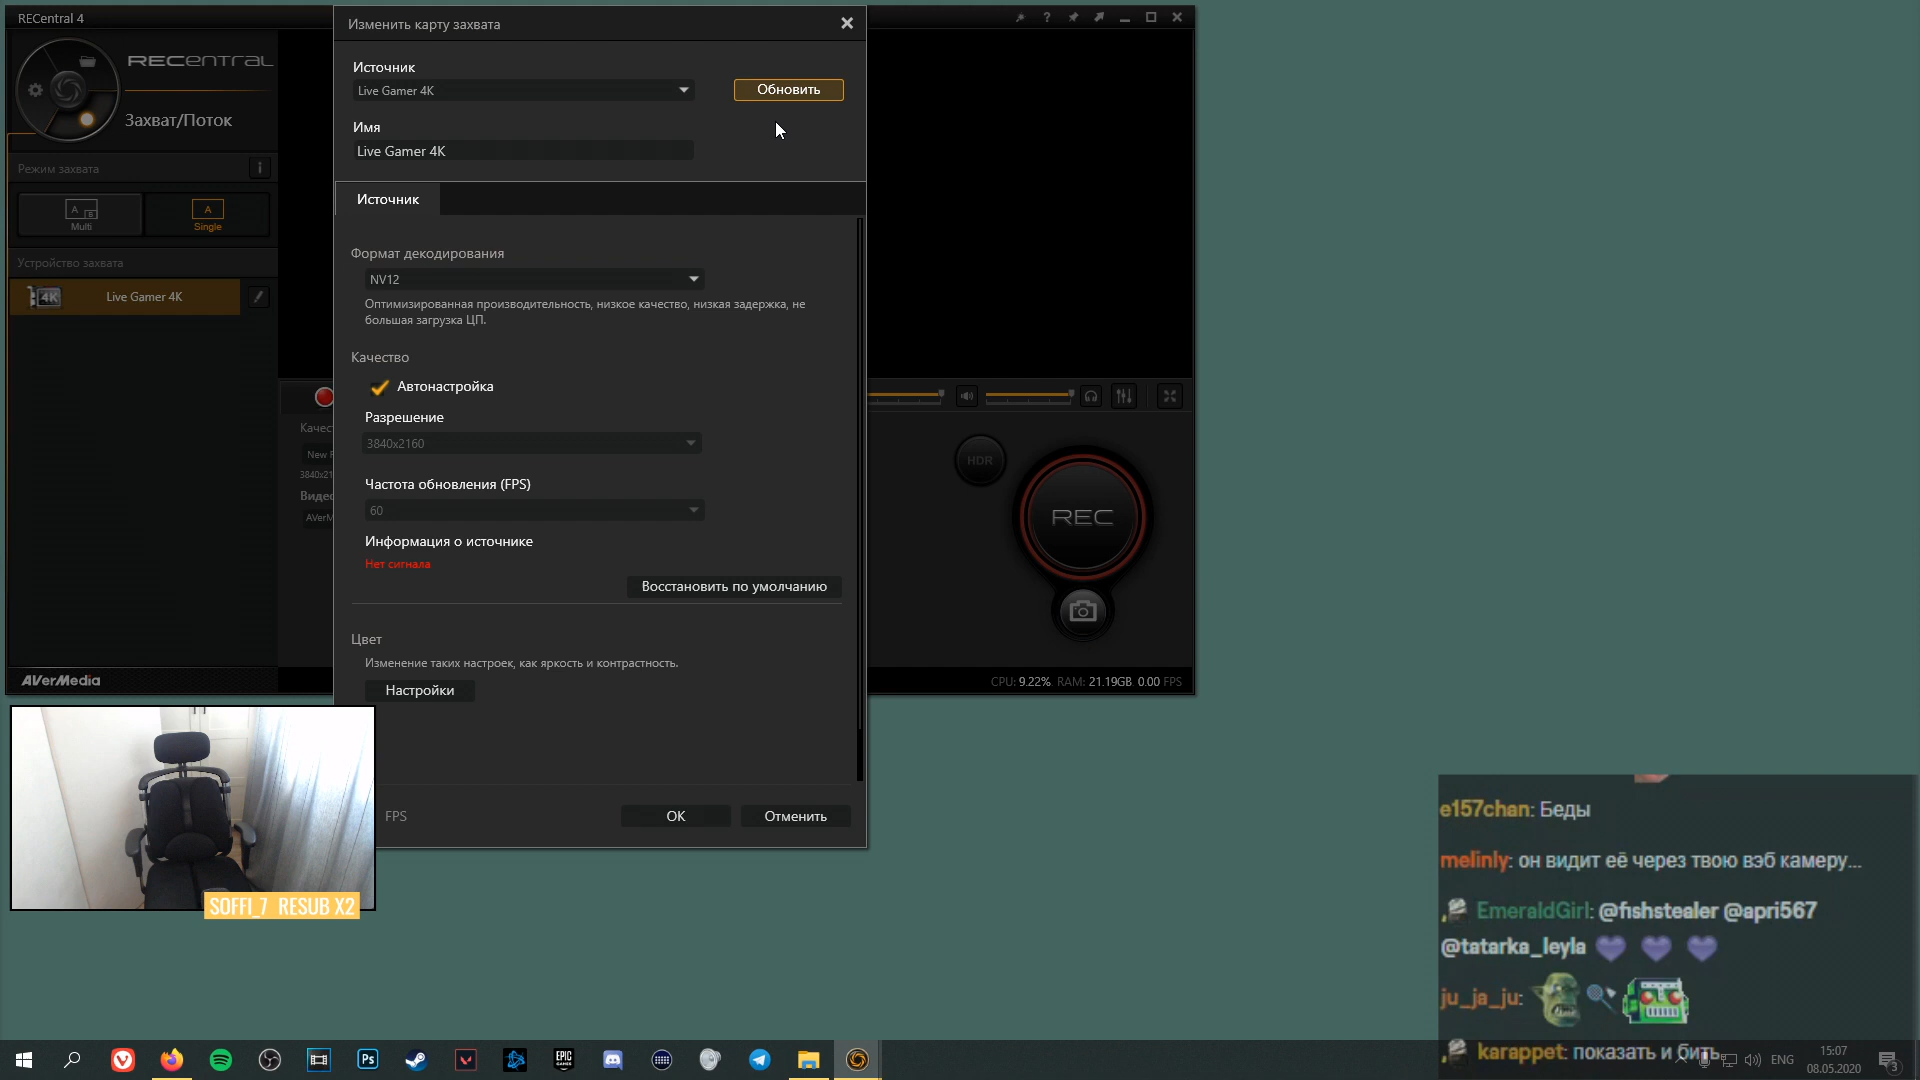 RECentral 4
Изменить карту захвата
Источник
Live Gamer 4K
Обновить
Имя
Live Gamer 4K
RECentral
Захват/Поток
Режим захвата
i
A B
Multi
A
Single
Устройство захвата
4K
Live Gamer 4K
Источник
Формат декодирования
NV12
Оптимизированная производительность, низкое качество, низкая задержка, не
большая загрузка ЦП.
Качество
Автонастройка
Разрешение
3840x2160
Частота обновления (FPS)
60
Информация о источнике
Нет сигнала
Восстановить по умолчанию
Цвет
Изменение таких настроек, как яркость и контрастность.
Настройки
FPS
OK
Отменить
HDR
REC
AVerMedia
CPU: 9.22% RAM: 21.19GB 0.00 FPS
SOFFI_7 RESUB X2
e157chan: Беды
melinly: он видит её через твою вэб камеру...
EmeraldGirl: @fishstealer @apri567
@tatarka_leyla
ju_ja_ju:
karappet: показать и бить
Ps
EPIC
GAMES
ENG
15:07
08.05.2020
3